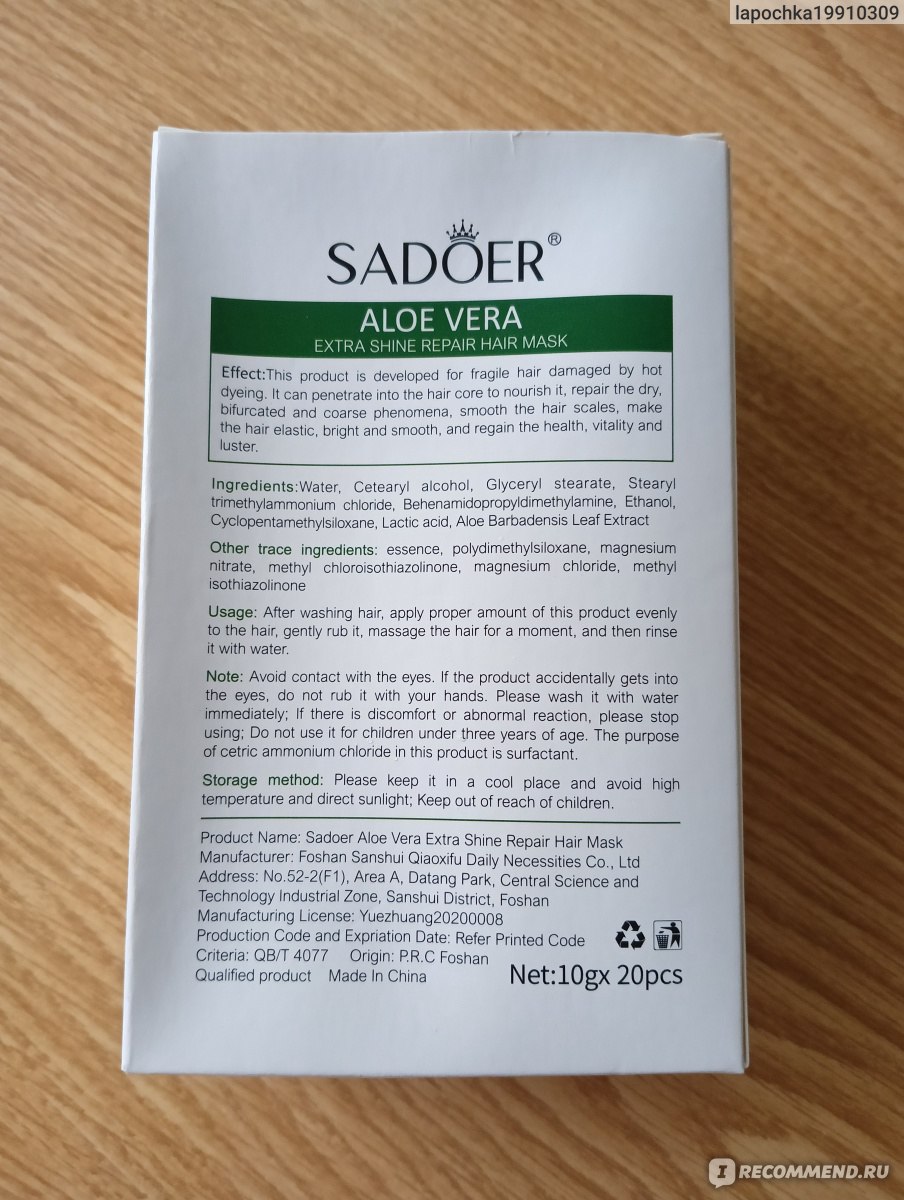 lapochka19910309
SADOER®
ALOE VERA
EXTRA SHINE REPAIR HAIR MASK
Effect:This product is developed for fragile hair damaged by hot
dyeing. It can penetrate into the hair core to nourish it, repair the dry,
bifurcated and coarse phenomena, smooth the hair scales, make
the hair elastic, bright and smooth, and regain the health, vitality and
luster.
Ingredients:Water, Cetearyl alcohol, Glyceryl stearate, Stearyl
trimethylammonium chloride, Behenamidopropyldimethylamine, Ethanol,
Cyclopentamethylsiloxane, Lactic acid, Aloe Barbadensis Leaf Extract
Other trace ingredients: essence, polydimethylsiloxane, magnesium
nitrate, methyl chloroisothiazolinone, magnesium chloride, methyl
isothiazolinone
Usage: After washing hair, apply proper amount of this product evenly
to the hair, gently rub it, massage the hair for a moment, and then rinse
it with water.
Note: Avoid contact with the eyes. If the product accidentally gets into
the eyes, do not rub it with your hands. Please wash it with water
immediately; If there is discomfort or abnormal reaction, please stop
using; Do not use it for children under three years of age. The purpose
of cetric ammonium chloride in this product is surfactant.
Storage method: Please keep it in a cool place and avoid high
temperature and direct sunlight; Keep out of reach of children.
Product Name: Sadoer Aloe Vera Extra Shine Repair Hair Mask
Manufacturer: Foshan Sanshui Qiaoxifu Daily Necessities Co., Ltd
Address: No.52-2(F1), Area A, Datang Park, Central Science and
Technology Industrial Zone, Sanshui District, Foshan
Manufacturing License: Yuezhuang20200008
Production Code and Expriation Date: Refer Printed Code
Criteria: QB/T 4077 Origin: P.R.C Foshan
Qualified product Made In China
Net:10gx 20pcs
I RECOMMEND.RU